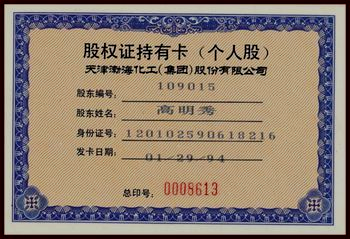 股权证持有卡（个人股）
天津渤海化工(集团)股份有限公司
股东编号: 109015
股东姓名: 高明秀
身份证号: 120102590618216
发卡日期: 01-29-94
总印号: 0008613